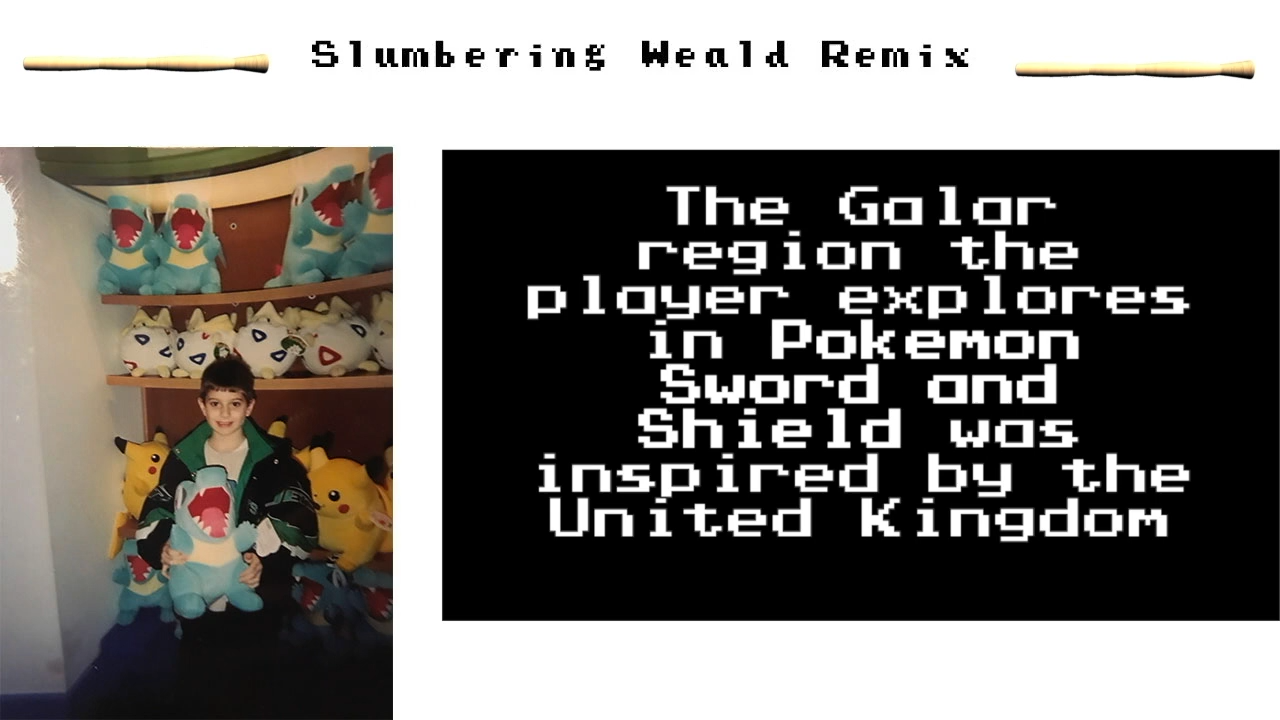 Slumbering Weald Remix
The Galar
region the
player explores
in Pokemon
Sword and
Shield was
inspired by the
United Kingdom